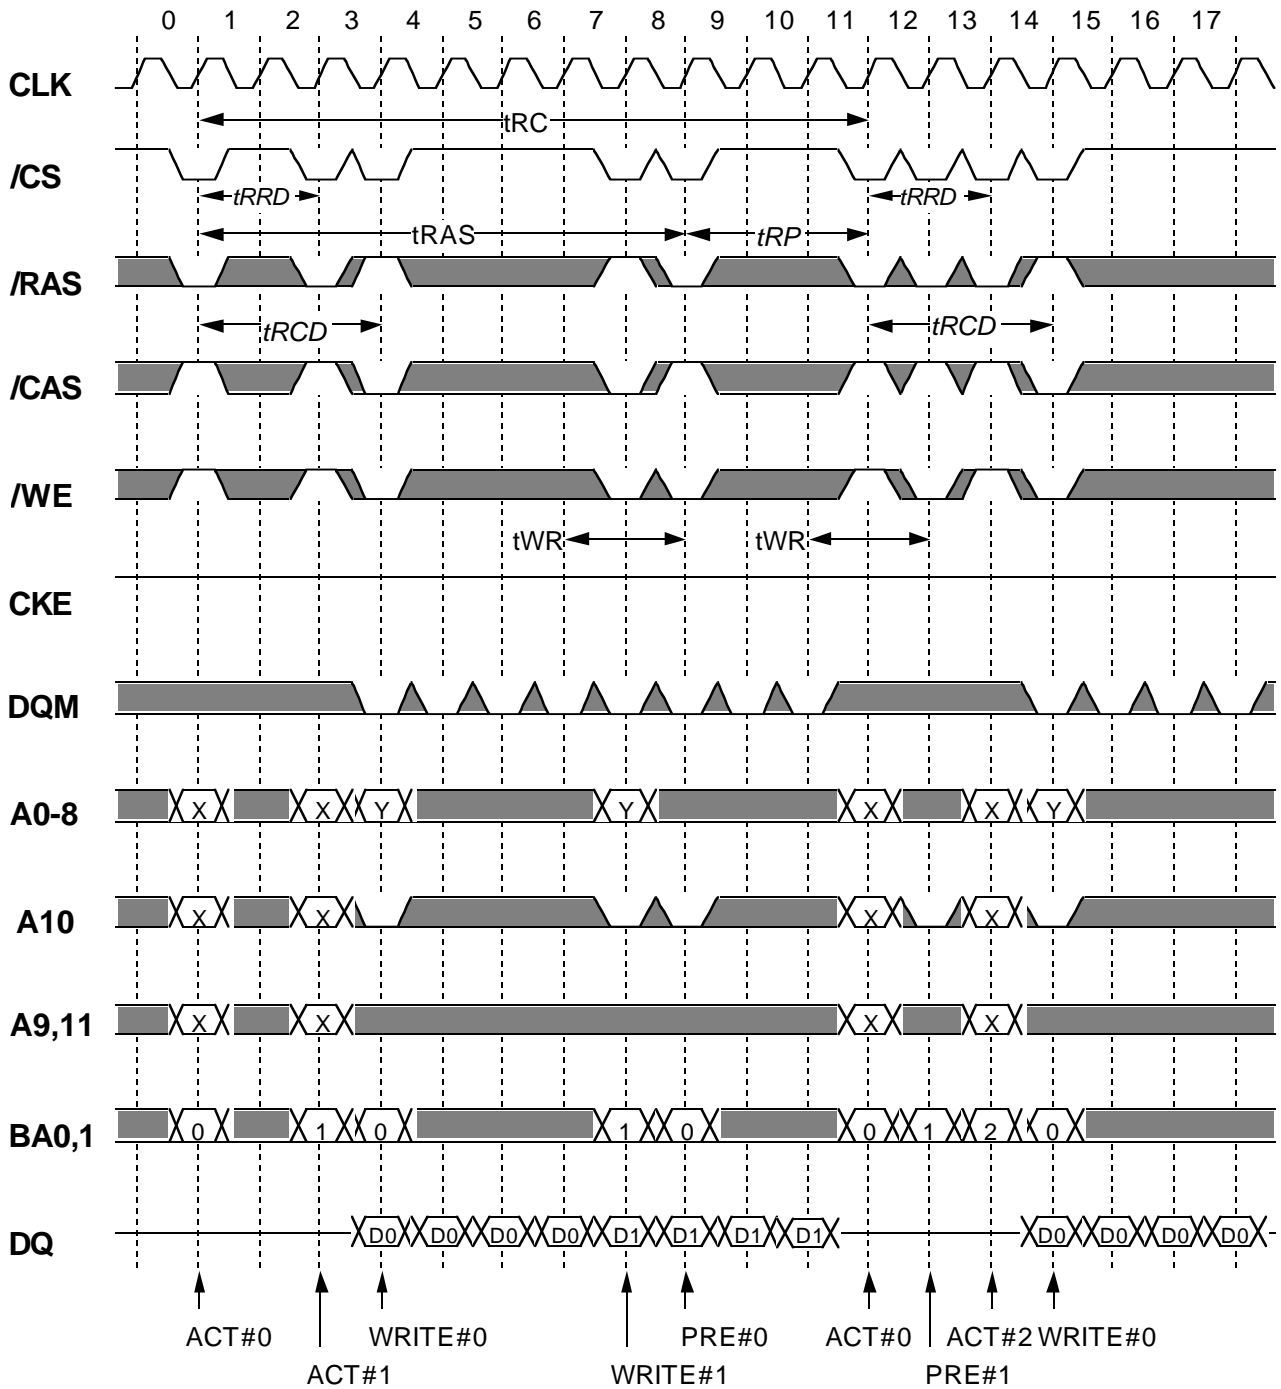 0 1 2 3 4 5 6 7 8 9 10 11 12 13 14 15 16 17
CLK
tRC
/CS
tRRD tRRD
tRAS tRP
/RAS
tRCD tRCD
/CAS
/WE
tWR tWR
CKE
DQM
A0-8 X X Y Y X X Y
A10 X X X X
A9,11 X X X X
BA0,1 0 1 0 1 0 0 1 2 0
DQ D0 D0 D0 D0 D1 D1 D1 D1 D0 D0 D0 D0
ACT#0 WRITE#0 PRE#0 ACT#0 ACT#2 WRITE#0
ACT#1 WRITE#1 PRE#1